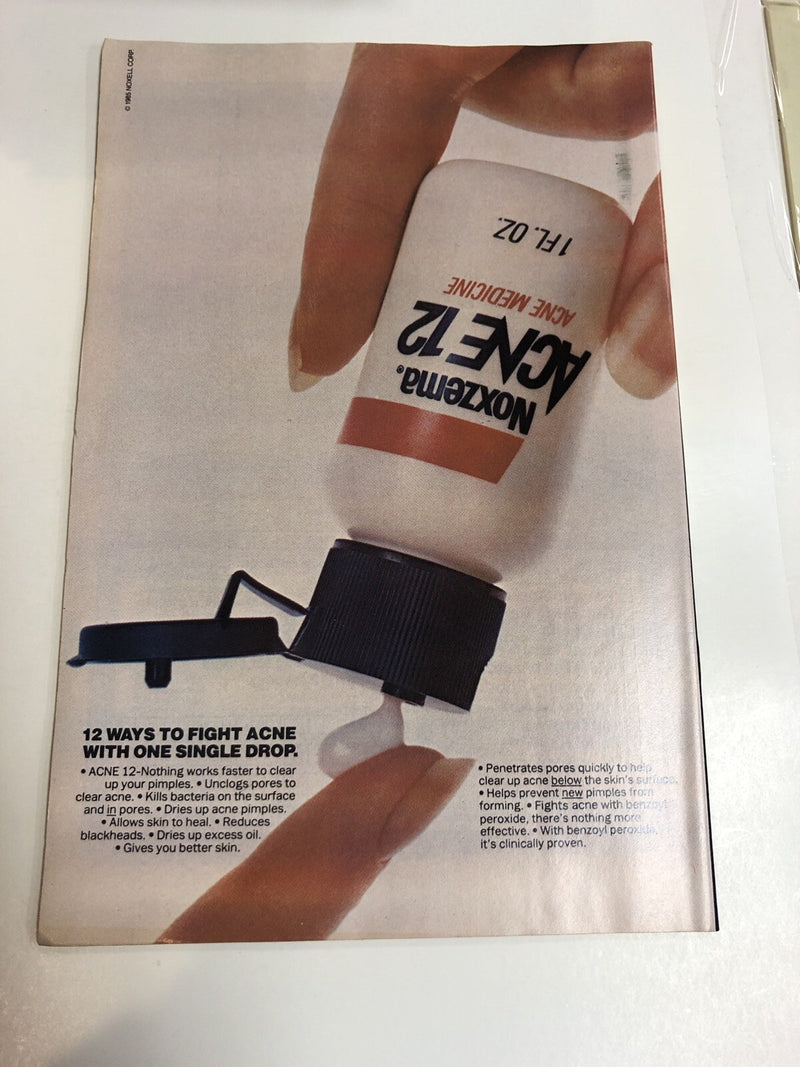 © 1985 NOXELL CORP.
1 FL. OZ.
ACNE MEDICINE
ACNE 12
Noxzema®
12 WAYS TO FIGHT ACNE
WITH ONE SINGLE DROP.
• ACNE 12-Nothing works faster to clear
up your pimples. • Unclogs pores to
clear acne. • Kills bacteria on the surface
and in pores. • Dries up acne pimples.
• Allows skin to heal. • Reduces
blackheads. • Dries up excess oil.
• Gives you better skin.
• Penetrates pores quickly to help
clear up acne below the skin's surface.
• Helps prevent new pimples from
forming. • Fights acne with benzoyl
peroxide, there's nothing more
effective. • With benzoyl peroxide,
it's clinically proven.